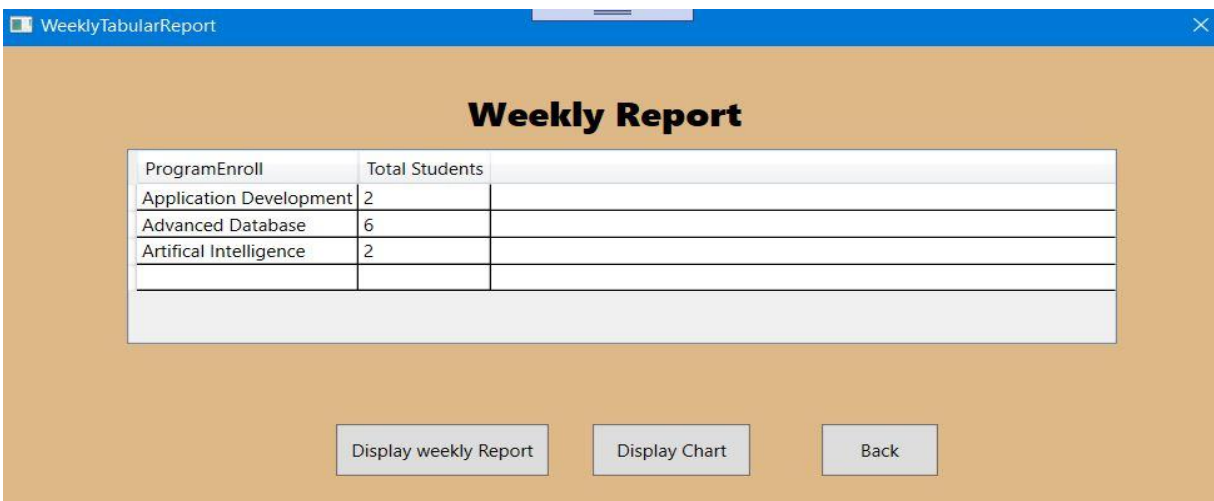 WeeklyTabularReport
Weekly Report
ProgramEnroll Total Students
Application Development 2
Advanced Database 6
Artifical Intelligence 2
Display weekly Report Display Chart Back